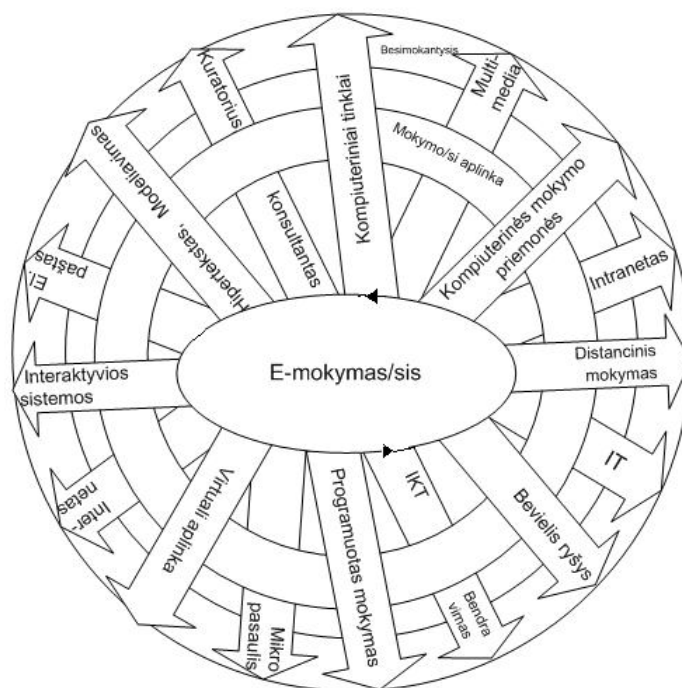 Besimokantysis
Multi-
media
Kuratorius
Kompiuteriniai tinklai
Mokymo/si aplinka
Hipertekstas, Modeliavimas
konsultantas
Kompiuterinės mokymo
priemonės
El.
paštas
Intranetas
E-mokymas/sis
Interaktyvios
sistemos
Distancinis
mokymas
IT
Inter-
netas
Virtuali aplinka
IKT
Programuotas mokymas
Bevielis ryšys
Mikro
pasaulis
Bendra
vimas